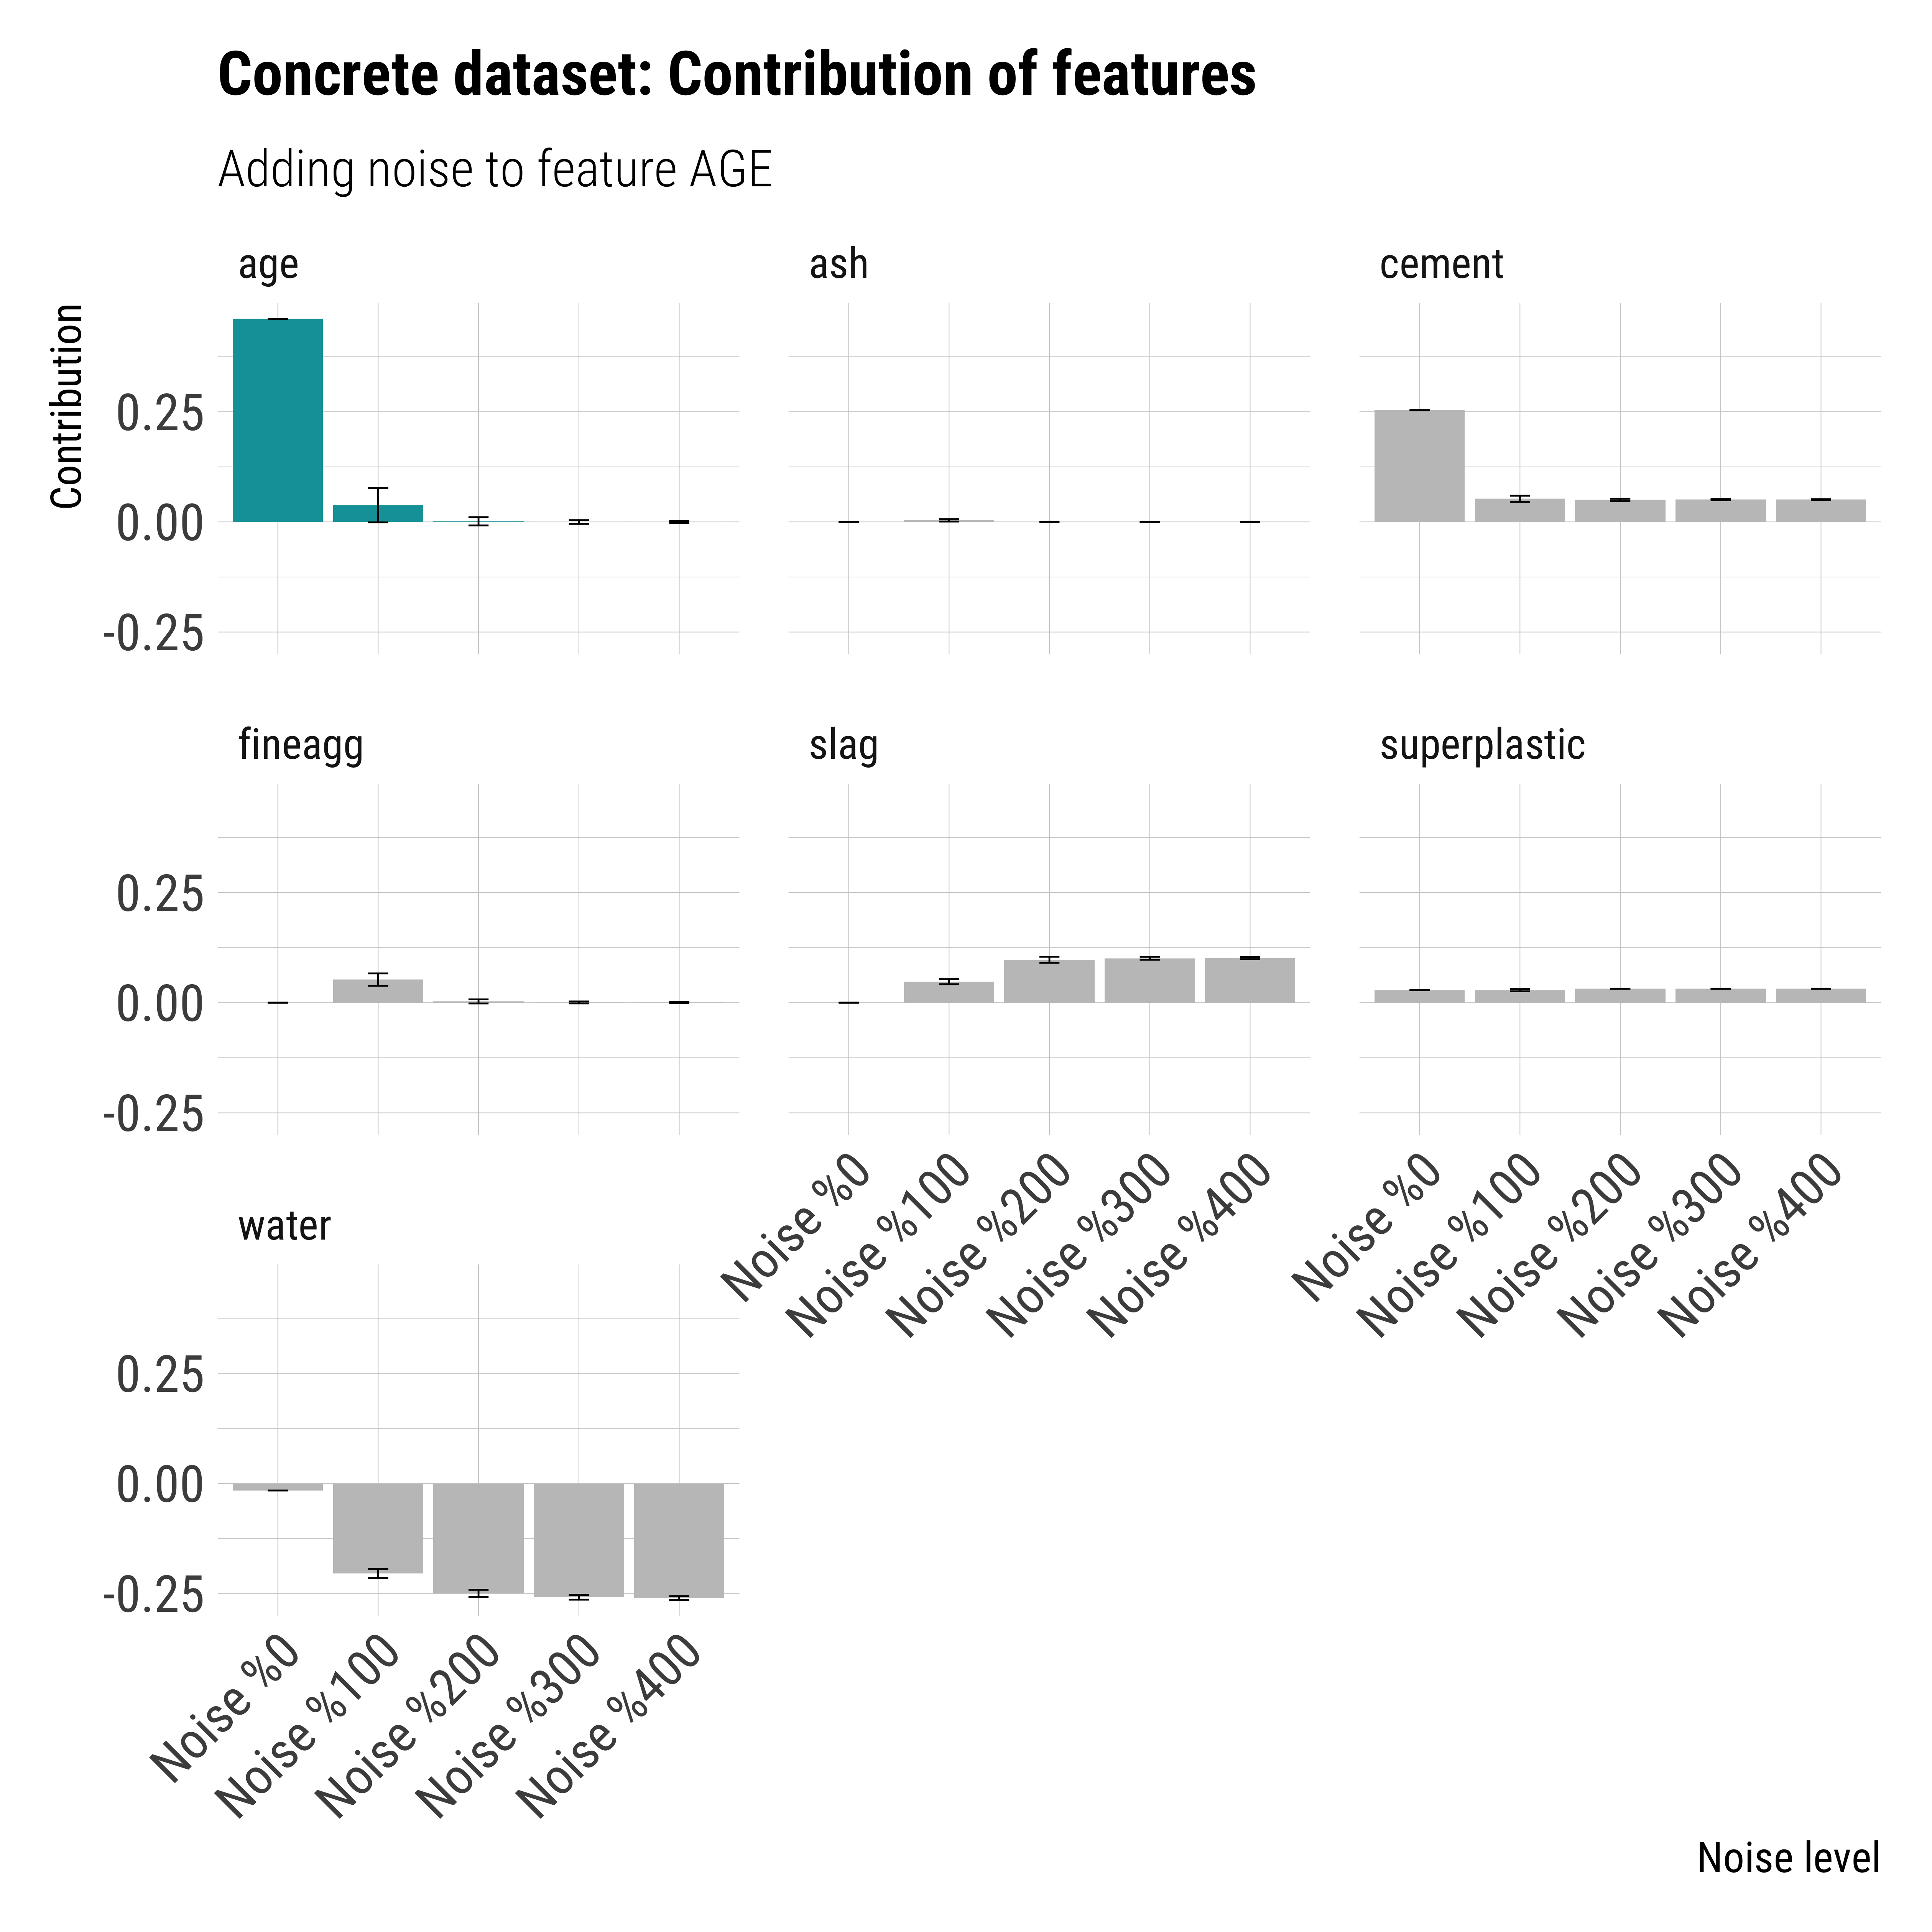 Concrete dataset: Contribution of features
Adding noise to feature AGE
age
ash
cement
Contribution
0.25
0.00
-0.25
fineagg
slag
superplastic
0.25
0.00
-0.25
Noise %0
Noise %100
Noise %200
Noise %300
Noise %400
Noise %0
Noise %100
Noise %200
Noise %300
Noise %400
water
0.25
0.00
-0.25
Noise %0
Noise %100
Noise %200
Noise %300
Noise %400
Noise level